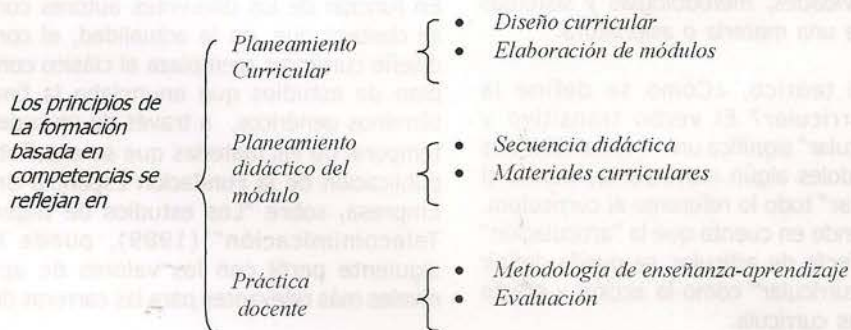 Los principios de
La formación
basada en
competencias se
reflejan en
Planeamiento
Curricular
• Diseño curricular
• Elaboración de módulos
Planeamiento
didáctico del
módulo
• Secuencia didáctica
• Materiales curriculares
Práctica
docente
• Metodología de enseñanza-aprendizaje
• Evaluación